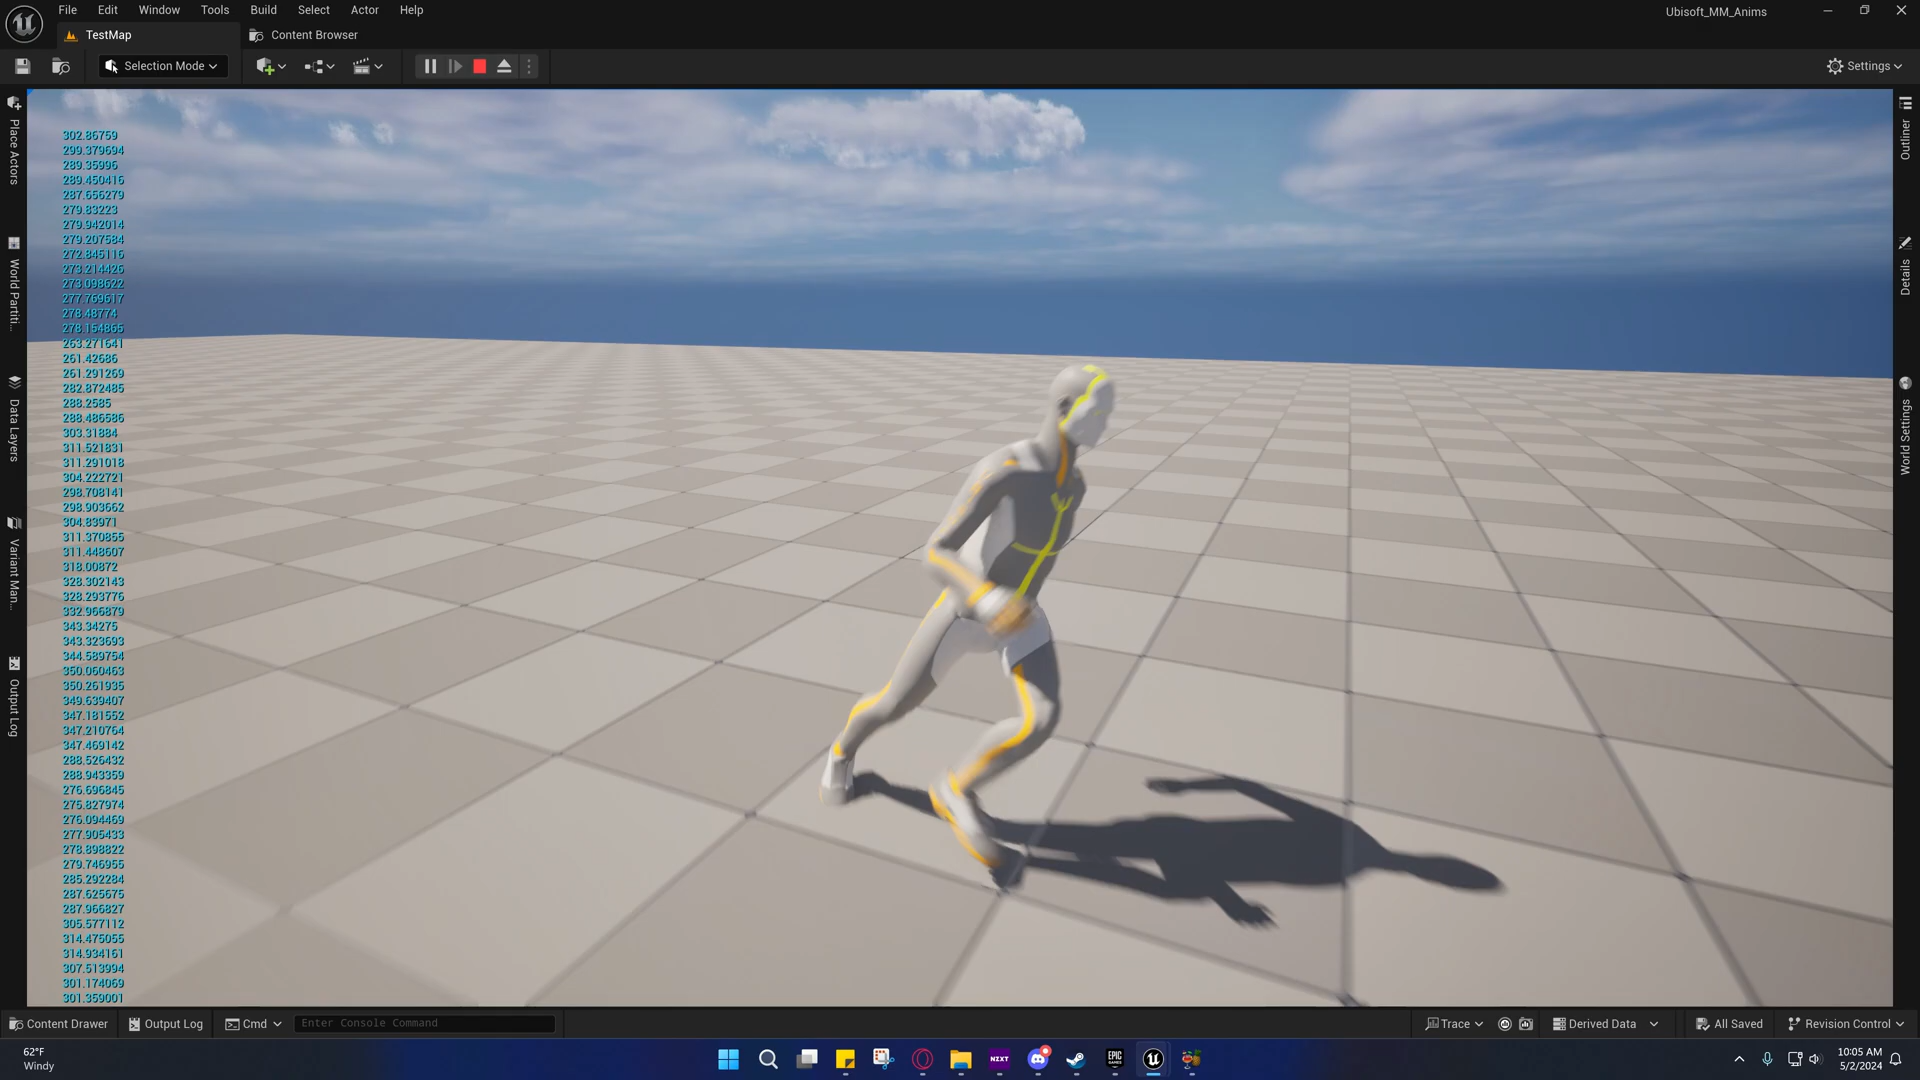 File Edit Window Tools Build Select Actor Help
Ubisoft_MM_Anims
TestMap
Content Browser
Selection Mode
Settings
Place Actors
World Partiti...
Data Layers
Variant Man...
Output Log
302.86759
299.379694
289.35996
289.450416
287.656279
279.83223
279.942014
279.207584
272.845116
273.214426
273.098622
277.769617
278.48774
278.154865
263.271641
261.42686
261.291269
282.872485
288.2585
288.486586
303.31884
311.521831
311.291018
304.222721
298.708141
298.903662
304.83971
311.370855
311.448607
318.00872
328.302143
328.293776
332.966879
343.34275
343.323693
344.589754
350.060463
350.261935
349.639407
347.181552
347.210764
347.469142
288.526432
288.943359
276.696845
275.827974
276.094469
277.905433
278.898822
279.746955
285.292284
287.625675
287.966827
305.577112
314.475055
314.934161
307.513994
301.174069
301.359001
Outliner
Details
World Settings
Content Drawer
Output Log
Cmd
Enter Console Command
Trace
Derived Data
All Saved
Revision Control
62°F
Windy
NZXT
EPIC
GAMES
10:05 AM
5/2/2024